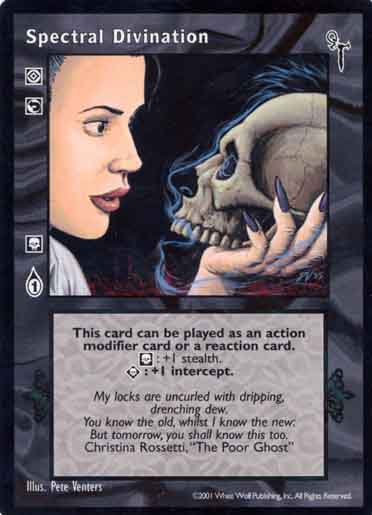 Spectral Divination
1
This card can be played as an action
modifier card or a reaction card.
: +1 stealth.
: +1 intercept.
My locks are uncurled with dripping,
drenching dew.
You know the old, whilst I know the new:
But tomorrow, you shall know this too.
Christina Rossetti, "The Poor Ghost"
Illus. Pete Venters
©2001 White Wolf Publishing, Inc. All Rights Reserved.